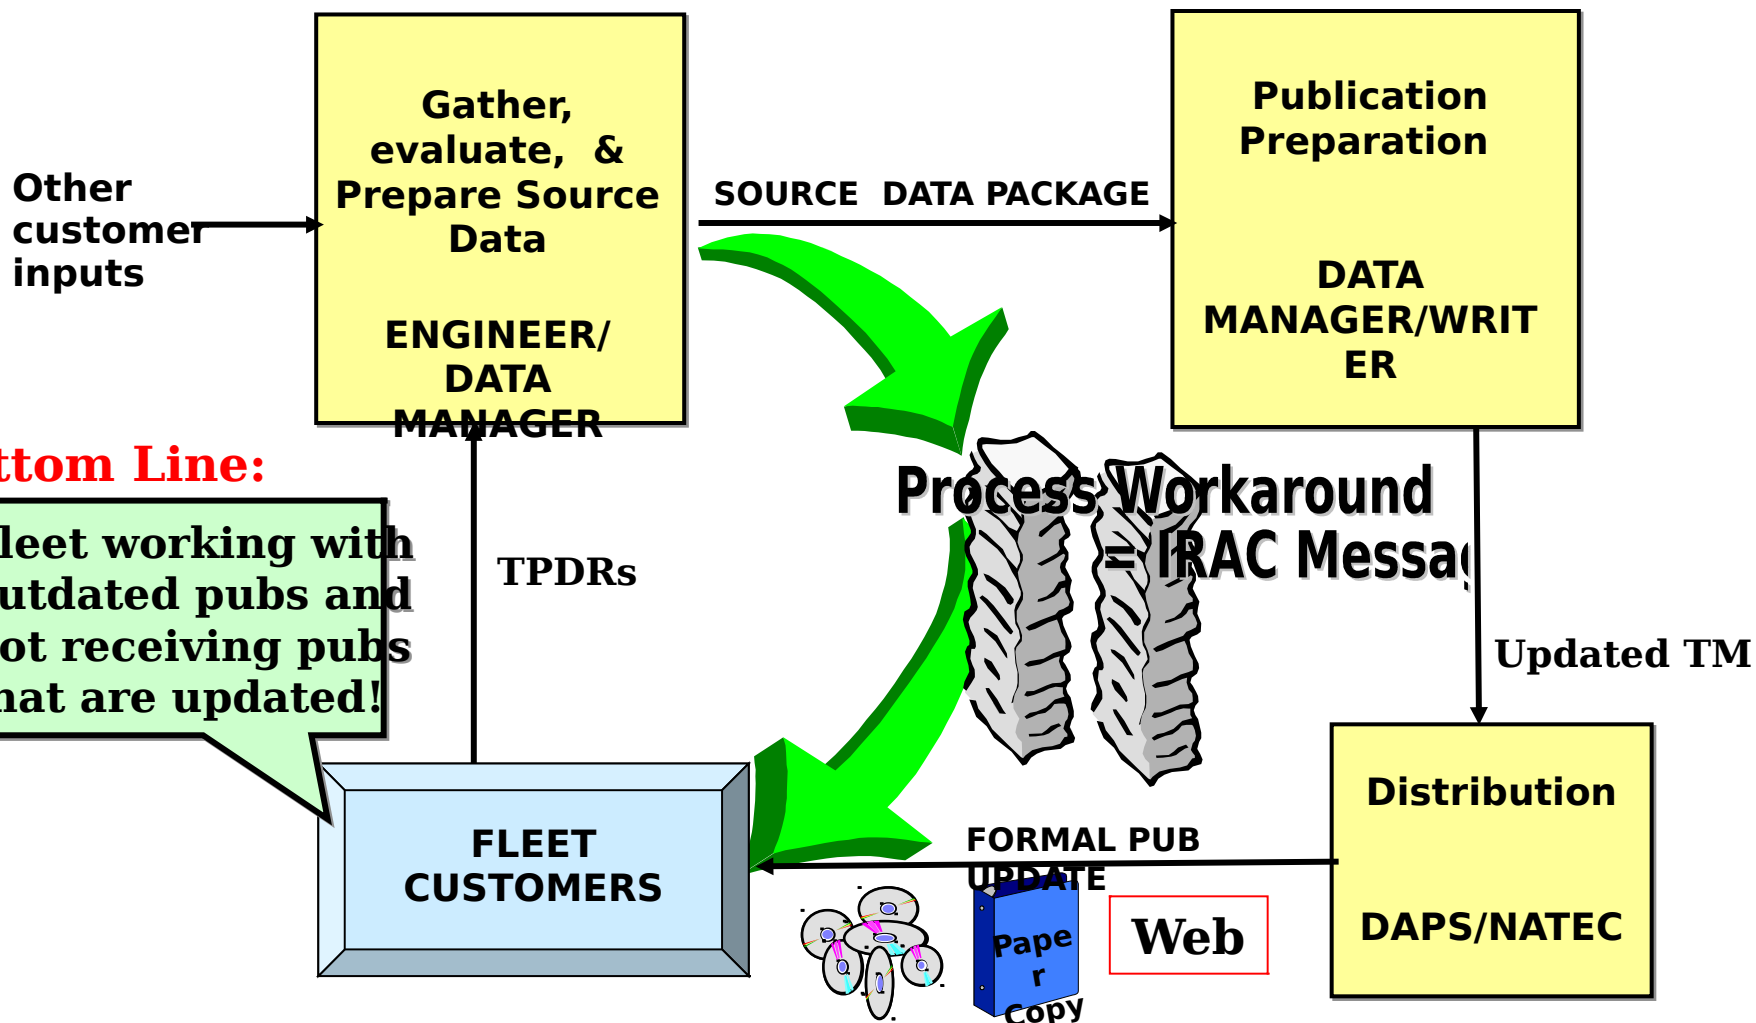 Gather,
evaluate,  &
Prepare Source
Data
ENGINEER/
DATA
MANAGER
Publication
Preparation
DATA
MANAGER/WRIT
ER
Other
customer
inputs
SOURCE  DATA PACKAGE
ttom Line:
leet working with
utdated pubs and
ot receiving pubs
hat are updated!
TPDRs
Process Workaround
= IRAC Messag
Updated TM
FLEET
CUSTOMERS
FORMAL PUB
UPDATE
Distribution
DAPS/NATEC
Pape
r
Copy
Web